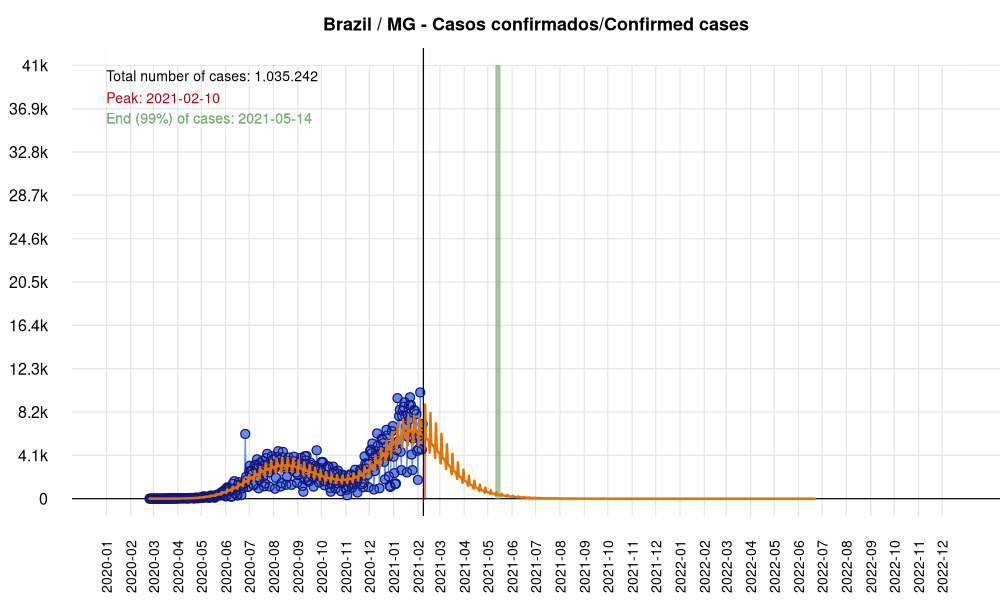 Brazil / MG - Casos confirmados/Confirmed cases
Total number of cases: 1.035.242
Peak: 2021-02-10
End (99%) of cases: 2021-05-14
41k
36.9k
32.8k
28.7k
24.6k
20.5k
16.4k
12.3k
8.2k
4.1k
0
2020-01
2020-02
2020-03
2020-04
2020-05
2020-06
2020-07
2020-08
2020-09
2020-10
2020-11
2020-12
2021-01
2021-02
2021-03
2021-04
2021-05
2021-06
2021-07
2021-08
2021-09
2021-10
2021-11
2021-12
2022-01
2022-02
2022-03
2022-04
2022-05
2022-06
2022-07
2022-08
2022-09
2022-10
2022-11
2022-12